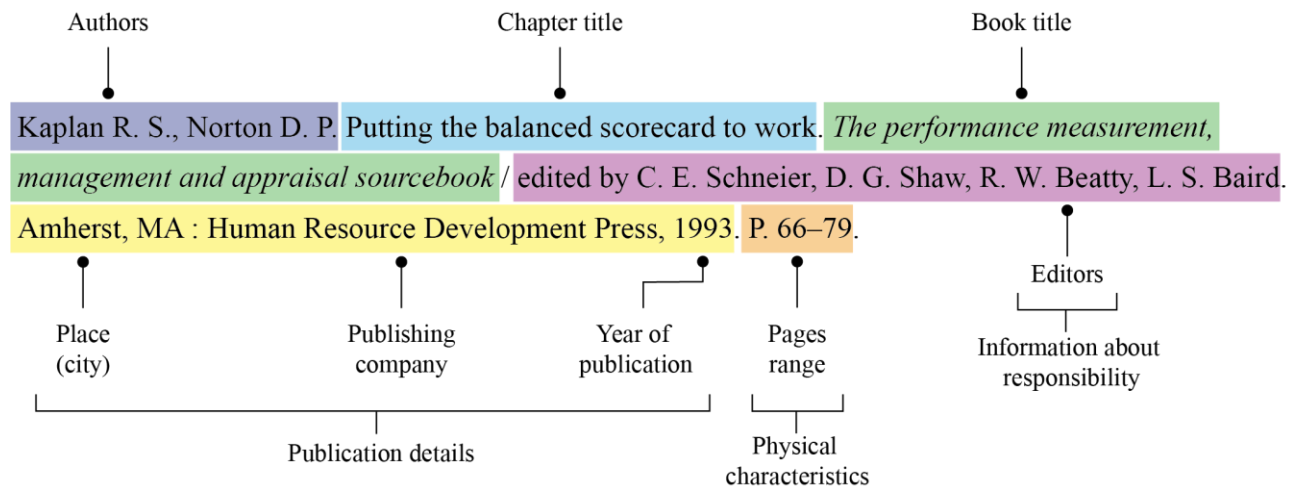 Authors
Chapter title
Book title
Kaplan R. S., Norton D. P. Putting the balanced scorecard to work. The performance measurement,
management and appraisal sourcebook / edited by C. E. Schneier, D. G. Shaw, R. W. Beatty, L. S. Baird.
Amherst, MA : Human Resource Development Press, 1993. P. 66–79.
Place
(city)
Publishing
company
Year of
publication
Pages
range
Editors
Information about
responsibility
Publication details
Physical
characteristics